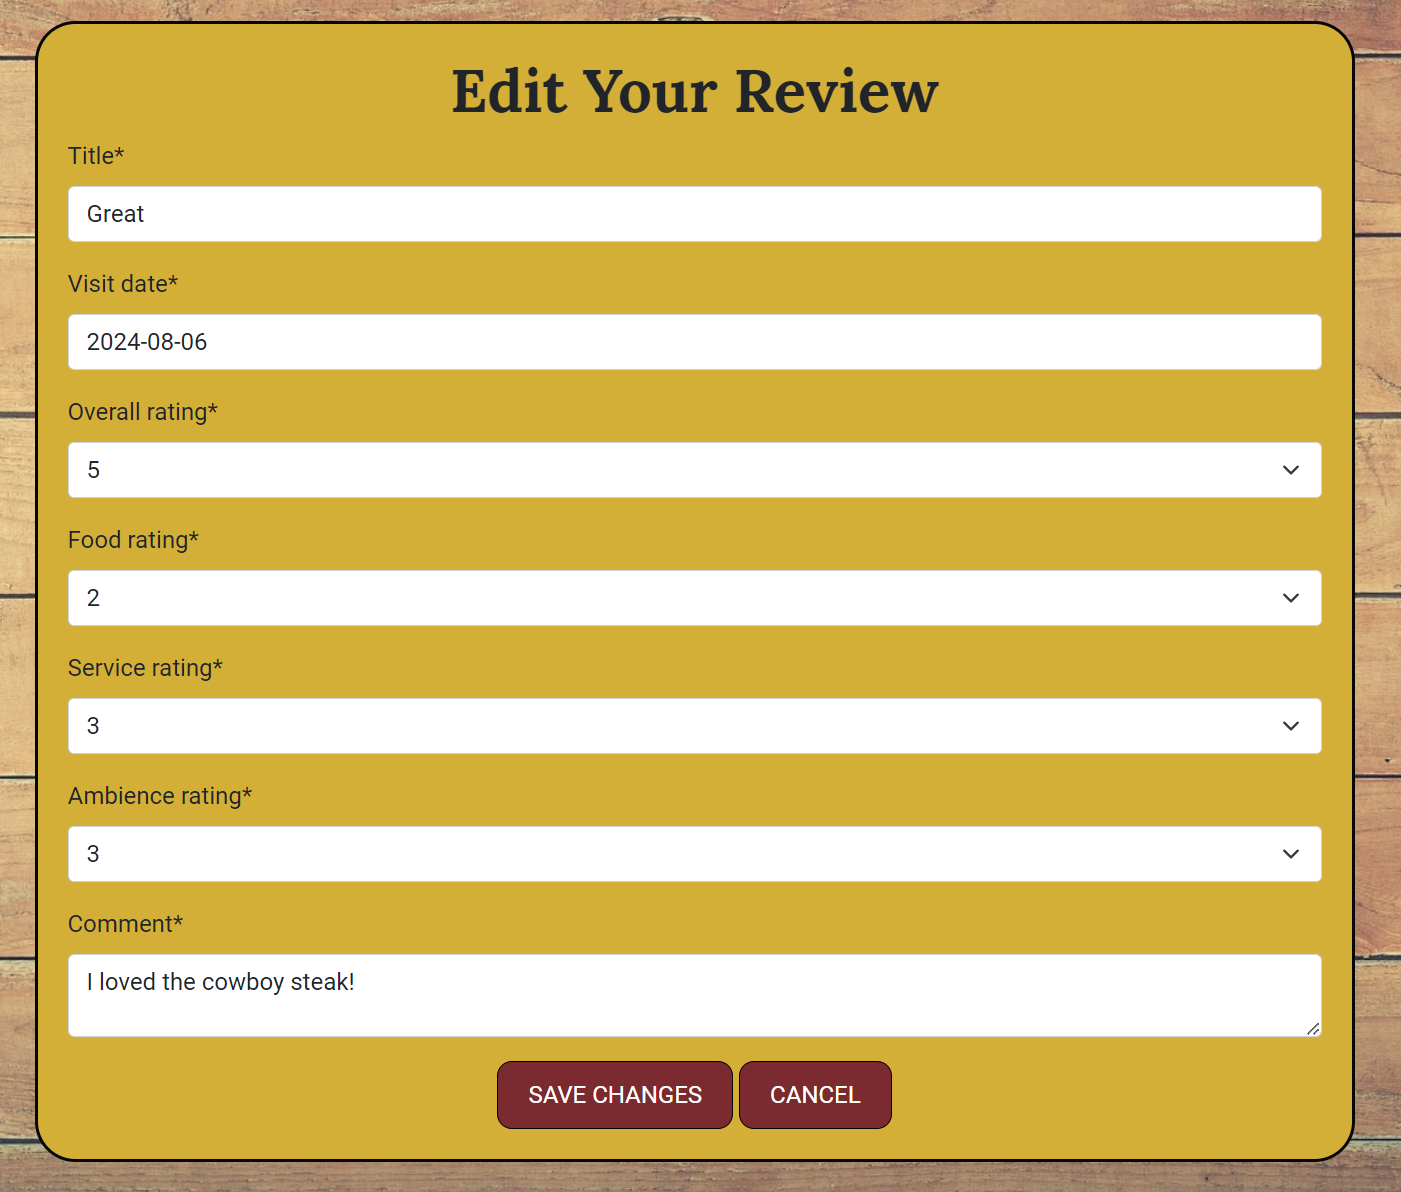 Edit Your Review
Title*
Great
Visit date*
2024-08-06
Overall rating*
5
Food rating*
2
Service rating*
3
Ambience rating*
3
Comment*
I loved the cowboy steak!
SAVE CHANGES CANCEL